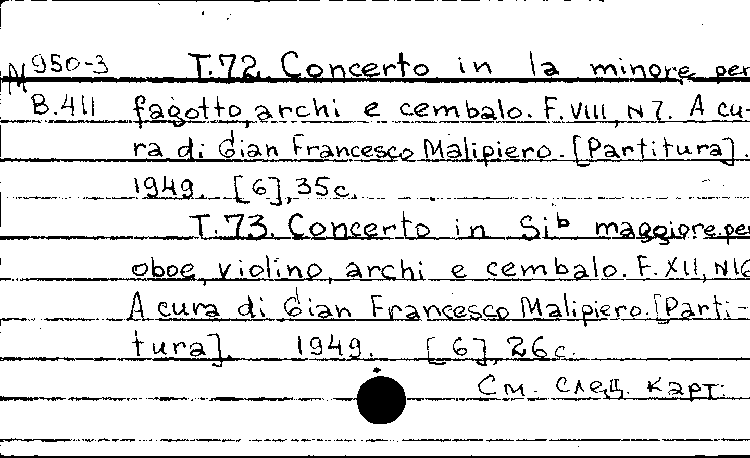 М950-3 T.72. Concerto in la minore per
B.411 fagotto, archi e cembalo. F. VIII, N 7. A cu-
ra di Gian Francesco Malipiero. [Partitura].
1949. [6], 35 c.
T.73. Concerto in Si b maggiore per
oboe, violino, archi e cembalo. F. XII, N16
A cura di Gian Francesco Malipiero. [Parti-
tura]. 1949. [6], 26 c.
См. след. карт.